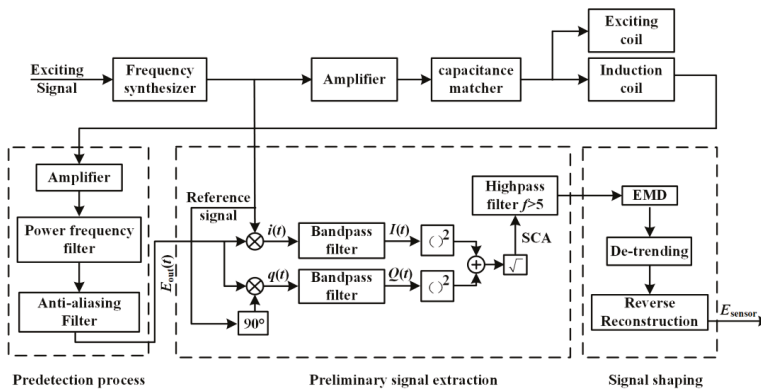 Exciting
Signal
Frequency
synthesizer
Amplifier
capacitance
matcher
Exciting
coil
Induction
coil
Amplifier
Power frequency
filter
Anti-aliasing
Filter
Predetection process
E_out(t)
Reference
signal
i(t)
Bandpass
filter
I(t)
( )²
q(t)
Bandpass
filter
Q(t)
( )²
90°
√
SCA
Highpass
filter f>5
Preliminary signal extraction
EMD
De-trending
Reverse
Reconstruction
E_sensor
Signal shaping